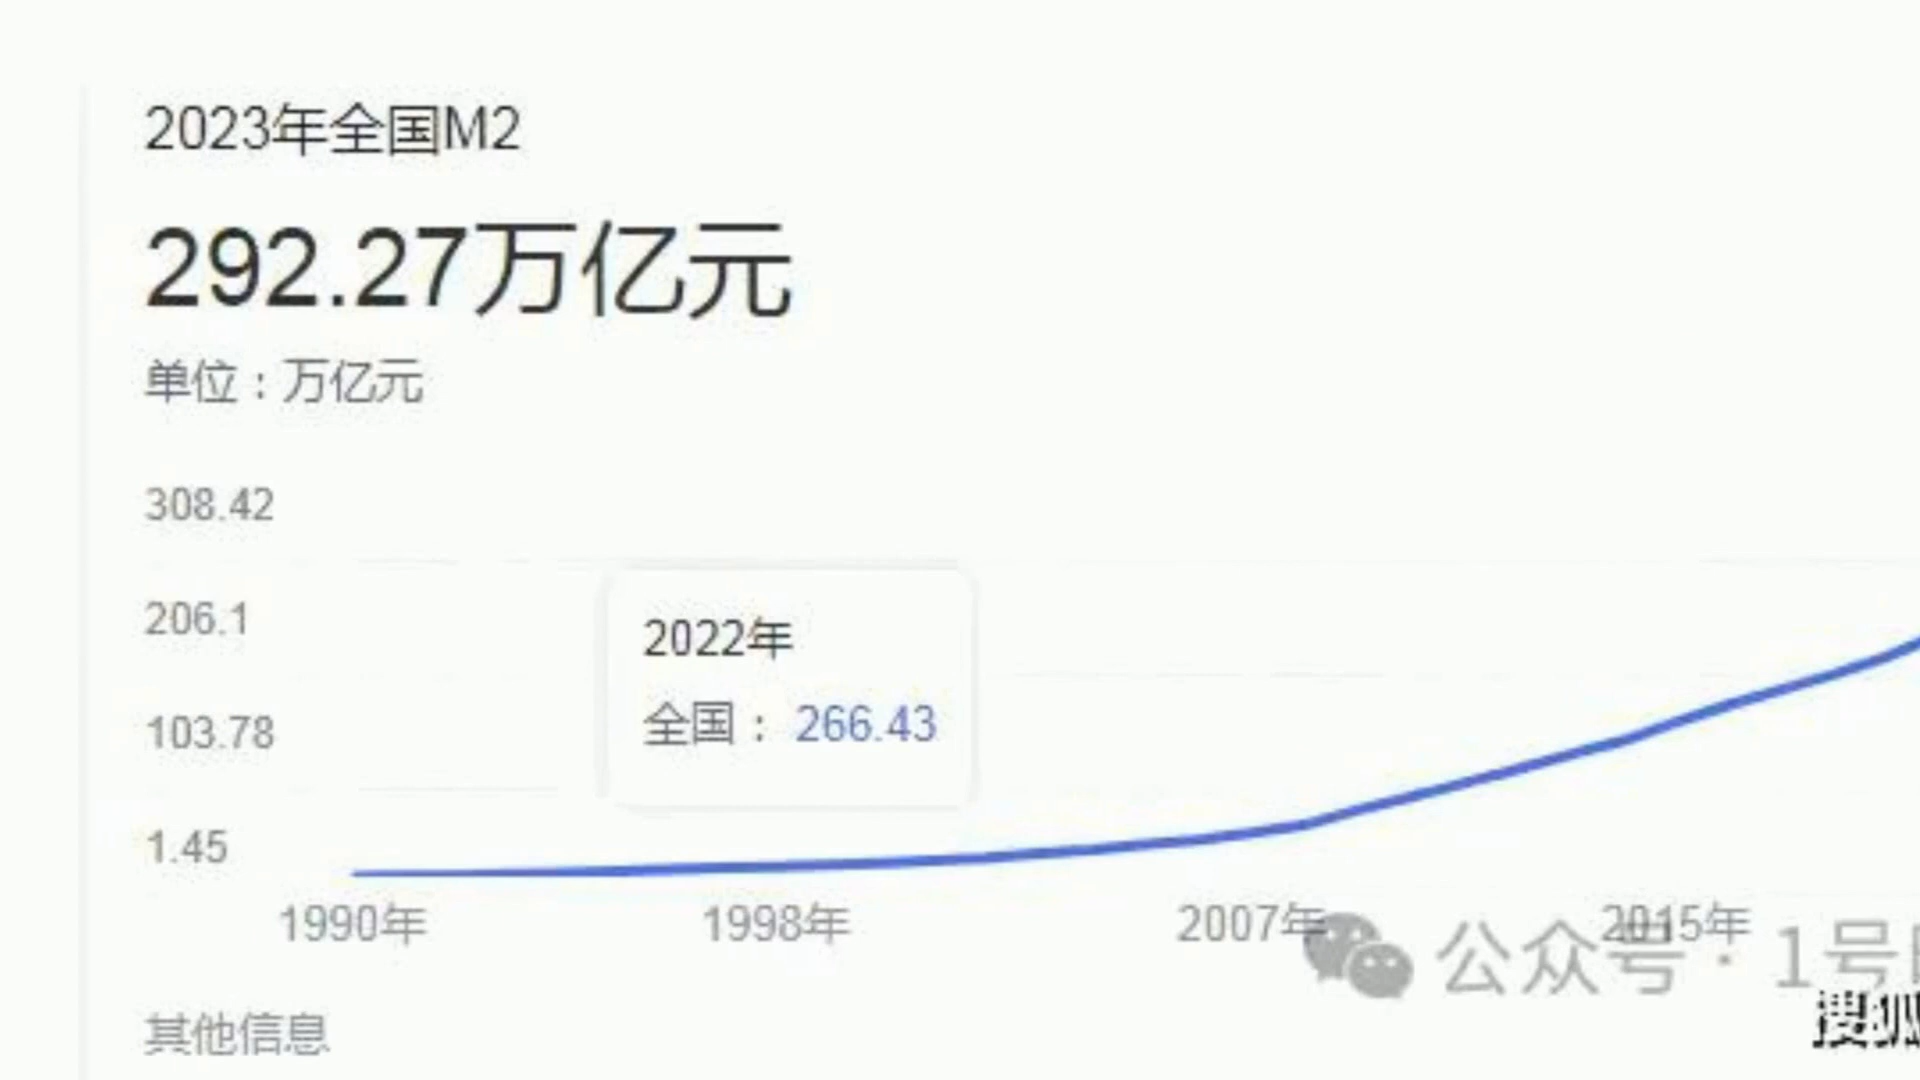 2023年全国M2
292.27万亿元
单位：万亿元
308.42
206.1
103.78
1.45
2022年
全国： 266.43
1990年
1998年
2007年
2015年
公众号 · 1号
搜狐
其他信息